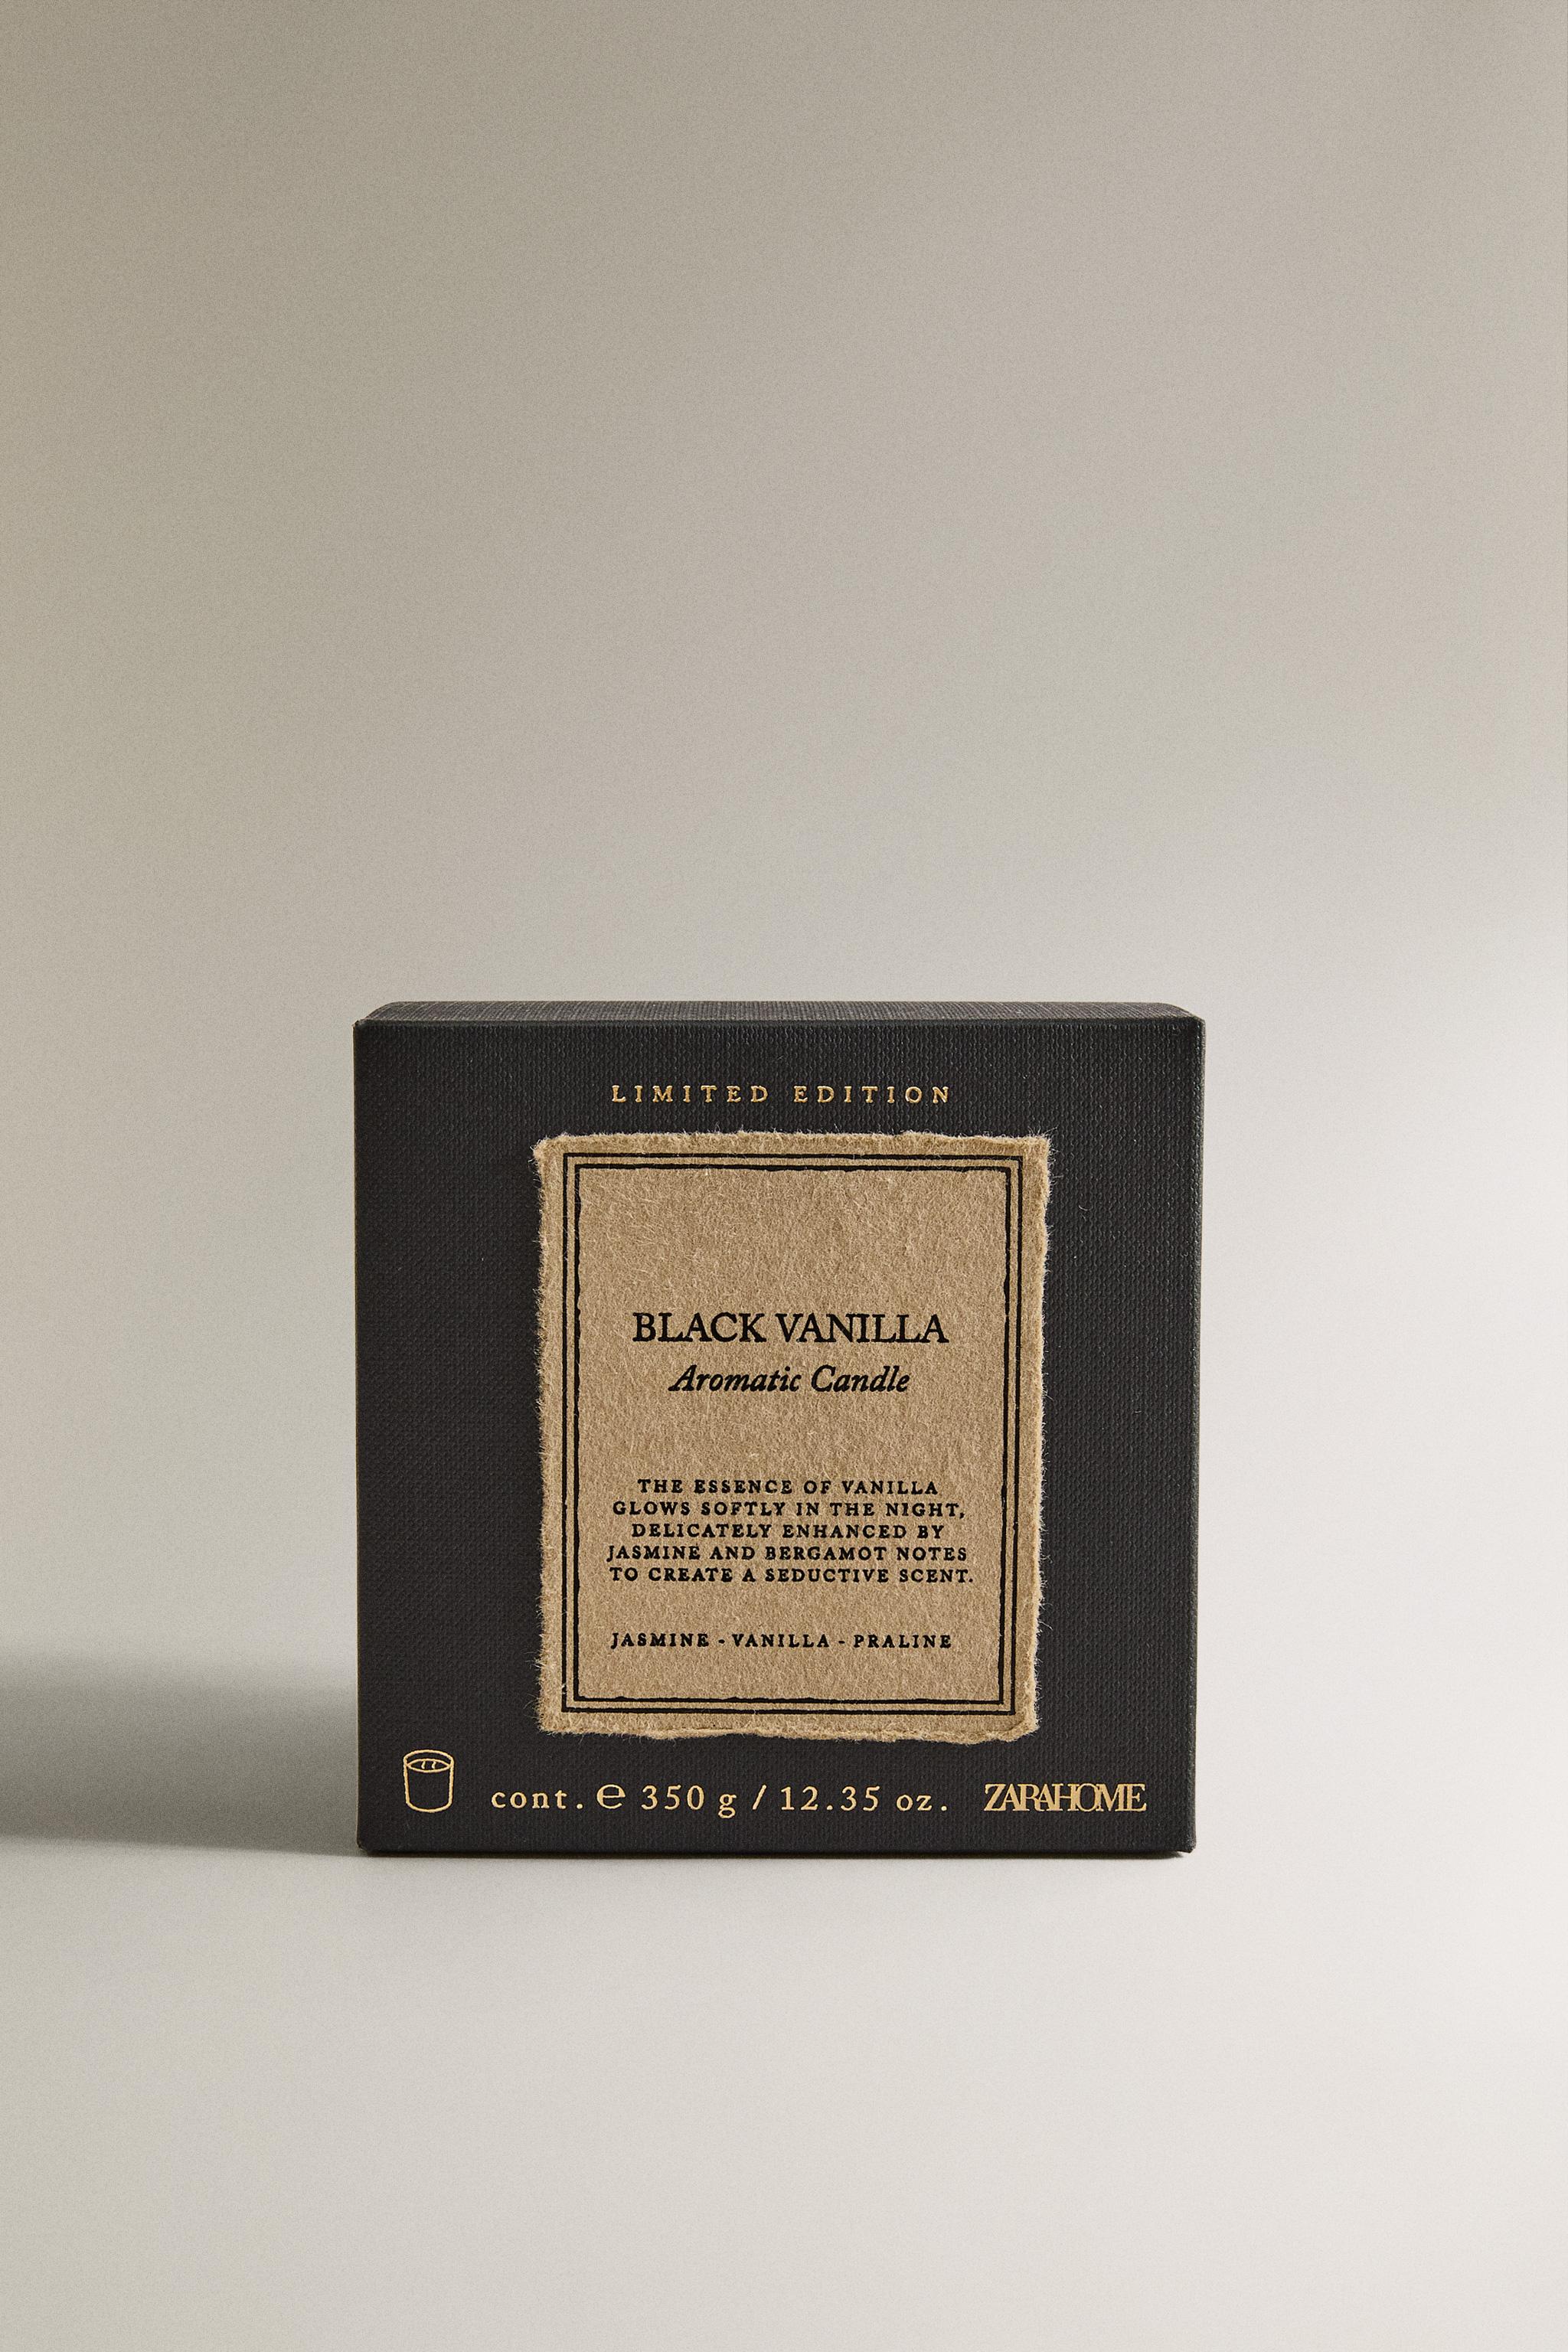 LIMITED EDITION
BLACK VANILLA
Aromatic Candle
THE ESSENCE OF VANILLA
GLOWS SOFTLY IN THE NIGHT,
DELICATELY ENHANCED BY
JASMINE AND BERGAMOT NOTES
TO CREATE A SEDUCTIVE SCENT.
JASMINE - VANILLA - PRALINE
cont. ℮ 350 g / 12.35 oz. ZARAHOME